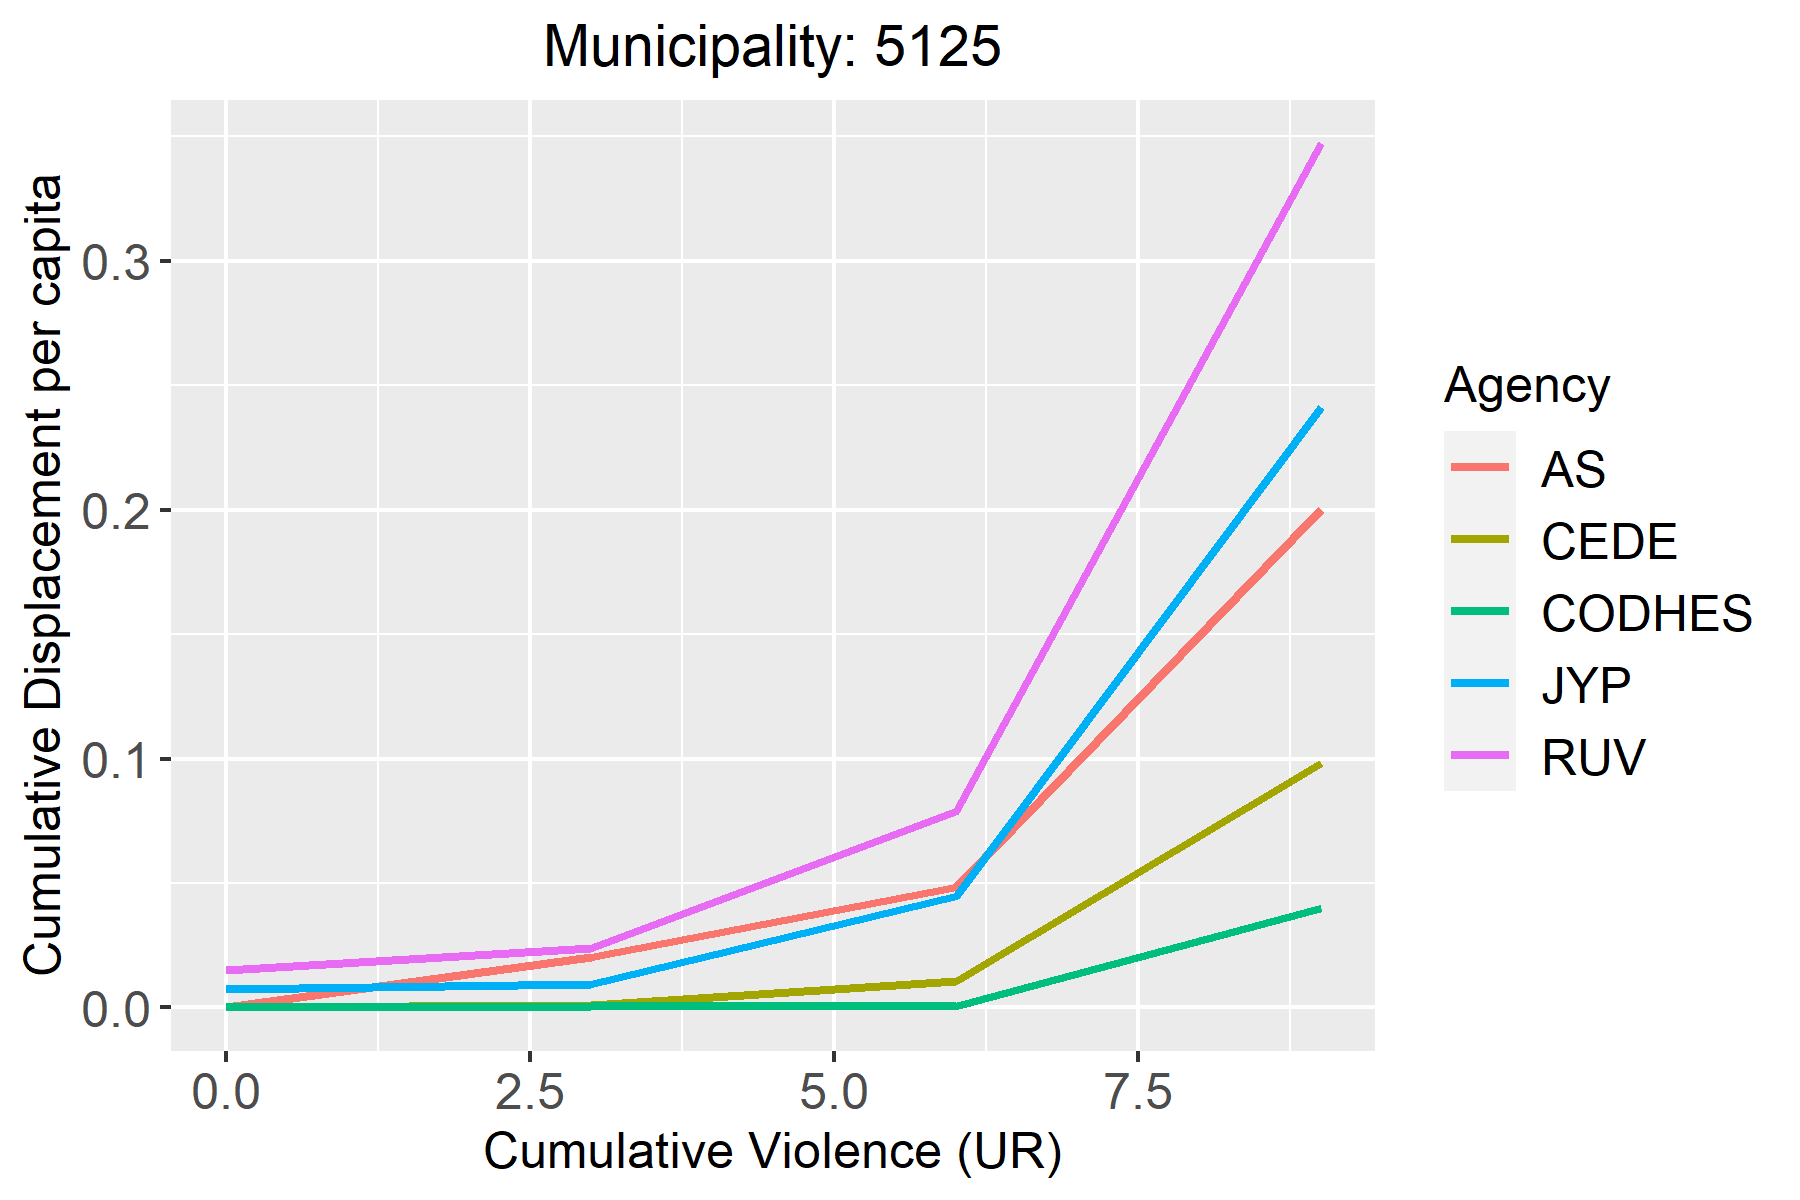 Municipality: 5125
Cumulative Displacement per capita
0.3
0.2
0.1
0.0
0.0 2.5 5.0 7.5
Cumulative Violence (UR)
Agency
AS
CEDE
CODHES
JYP
RUV